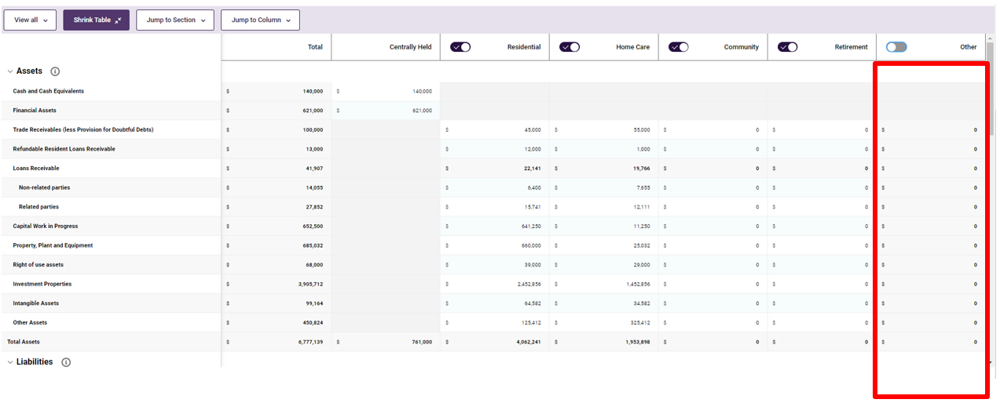 View all Shrink Table Jump to Section Jump to Column
Total Centrally Held Residential Home Care Community Retirement Other
Assets
Cash and Cash Equivalents $ 140,000 $ 140,000
Financial Assets $ 621,000 $ 621,000
Trade Receivables (less Provision for Doubtful Debts) $ 100,000 $ 45,000 $ 55,000 $ 0 $ 0 $ 0
Refundable Resident Loans Receivable $ 13,000 $ 12,000 $ 1,000 $ 0 $ 0 $ 0
Loans Receivable $ 41,907 $ 22,141 $ 19,766 $ 0 $ 0 $ 0
Non-related parties $ 14,055 $ 6,400 $ 7,655 $ 0 $ 0 $ 0
Related parties $ 27,852 $ 15,741 $ 12,111 $ 0 $ 0 $ 0
Capital Work in Progress $ 652,500 $ 641,250 $ 11,250 $ 0 $ 0 $ 0
Property, Plant and Equipment $ 685,032 $ 660,000 $ 25,032 $ 0 $ 0 $ 0
Right of use assets $ 68,000 $ 39,000 $ 29,000 $ 0 $ 0 $ 0
Investment Properties $ 3,905,712 $ 2,452,856 $ 1,452,856 $ 0 $ 0 $ 0
Intangible Assets $ 99,164 $ 64,582 $ 34,582 $ 0 $ 0 $ 0
Other Assets $ 450,824 $ 125,412 $ 325,412 $ 0 $ 0 $ 0
Total Assets $ 6,777,139 $ 761,000 $ 4,062,241 $ 1,953,898 $ 0 $ 0 $ 0
Liabilities